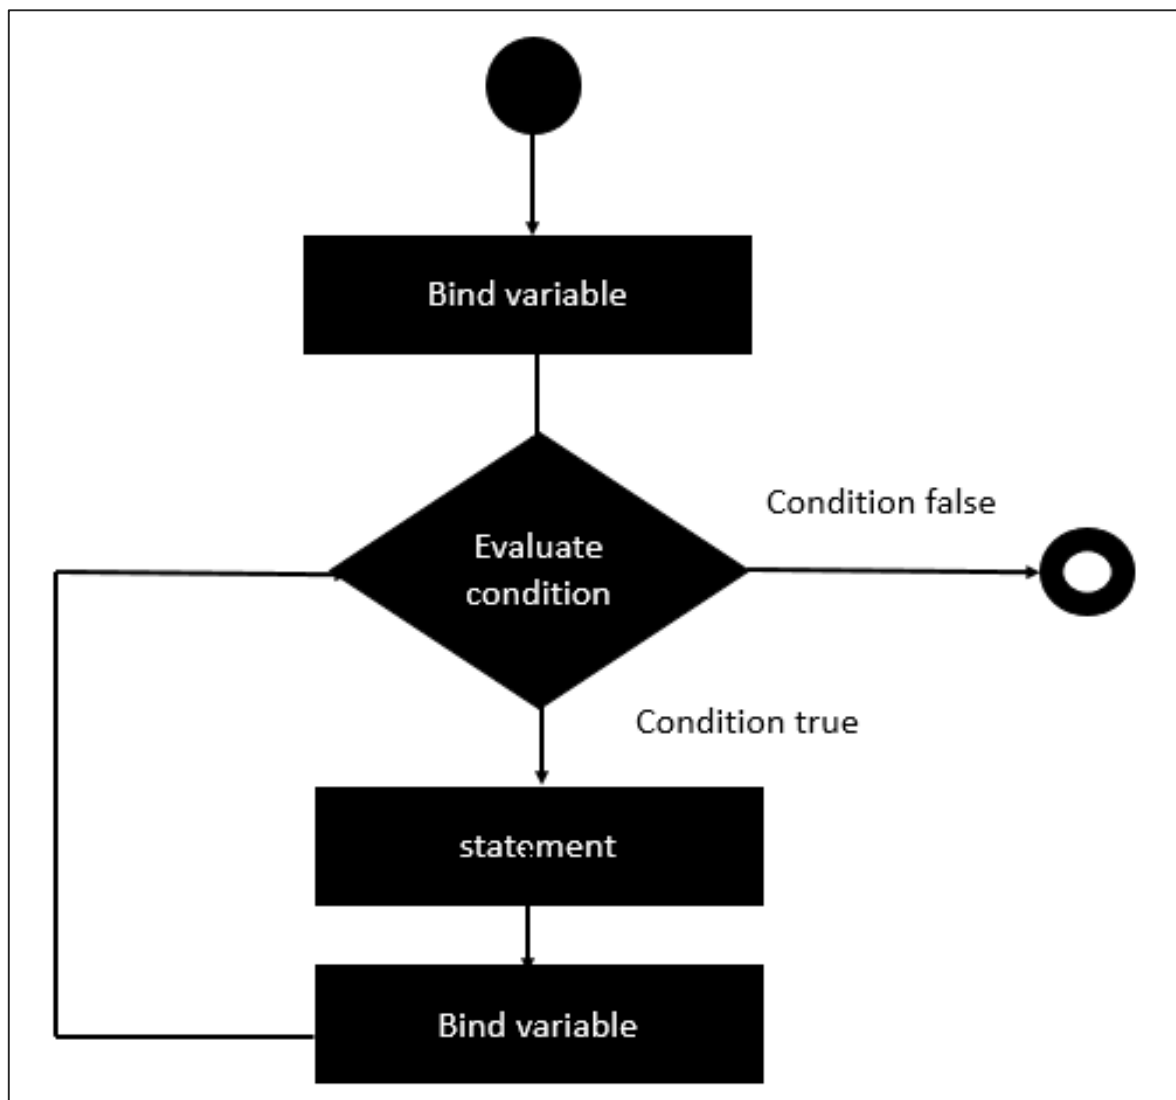 Bind variable
Condition false
Evaluate
condition
Condition true
statement
Bind variable